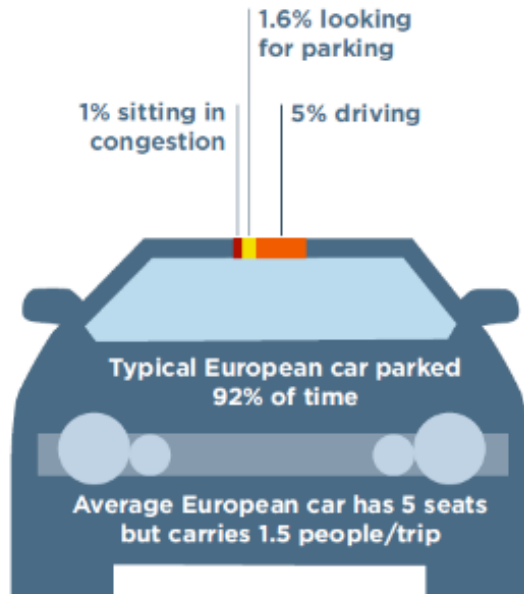 1.6% looking
for parking
1% sitting in
congestion
5% driving
Typical European car parked
92% of time
Average European car has 5 seats
but carries 1.5 people/trip